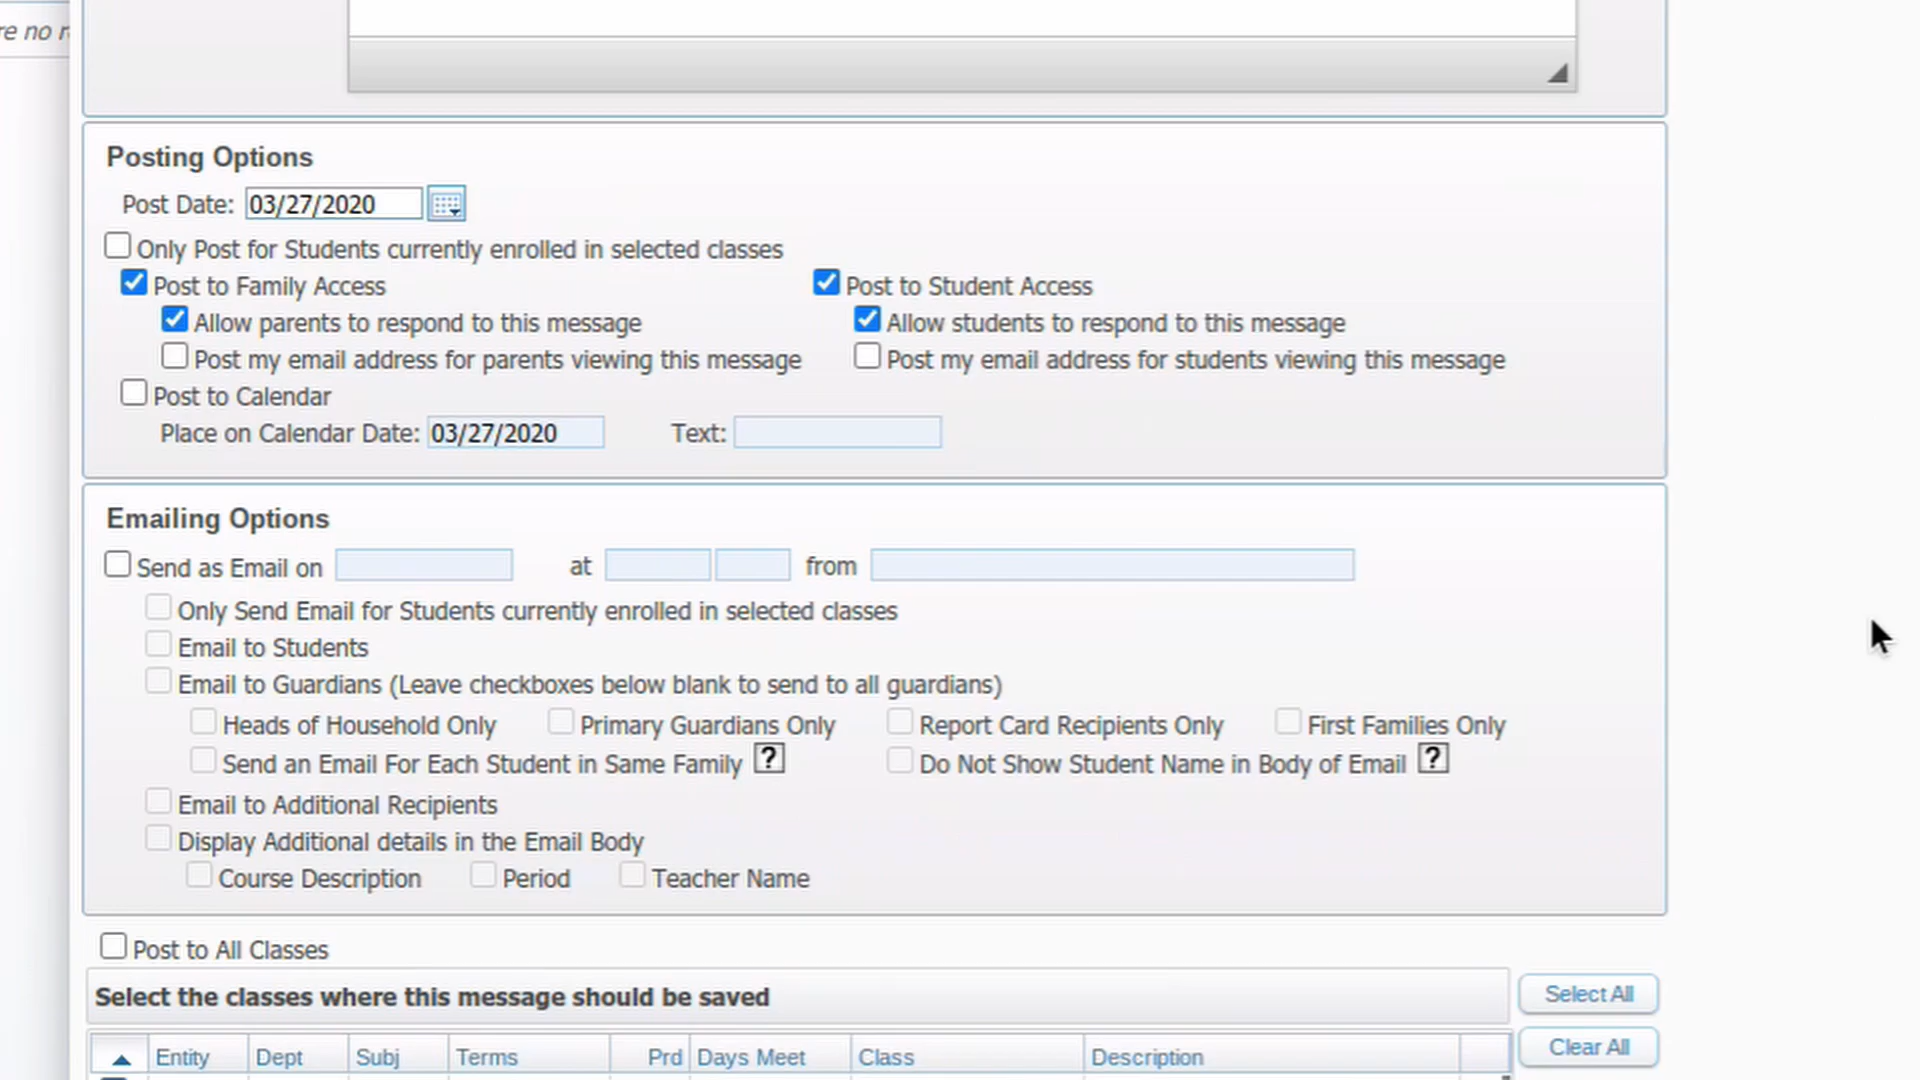 re no r
Posting Options
Post Date: 03/27/2020
Only Post for Students currently enrolled in selected classes
Post to Family Access Post to Student Access
Allow parents to respond to this message Allow students to respond to this message
Post my email address for parents viewing this message Post my email address for students viewing this message
Post to Calendar
Place on Calendar Date: 03/27/2020 Text:
Emailing Options
Send as Email on at from
Only Send Email for Students currently enrolled in selected classes
Email to Students
Email to Guardians (Leave checkboxes below blank to send to all guardians)
Heads of Household Only Primary Guardians Only Report Card Recipients Only First Families Only
Send an Email For Each Student in Same Family ? Do Not Show Student Name in Body of Email ?
Email to Additional Recipients
Display Additional details in the Email Body
Course Description Period Teacher Name
Post to All Classes
Select the classes where this message should be saved Select All
Entity Dept Subj Terms Prd Days Meet Class Description Clear All